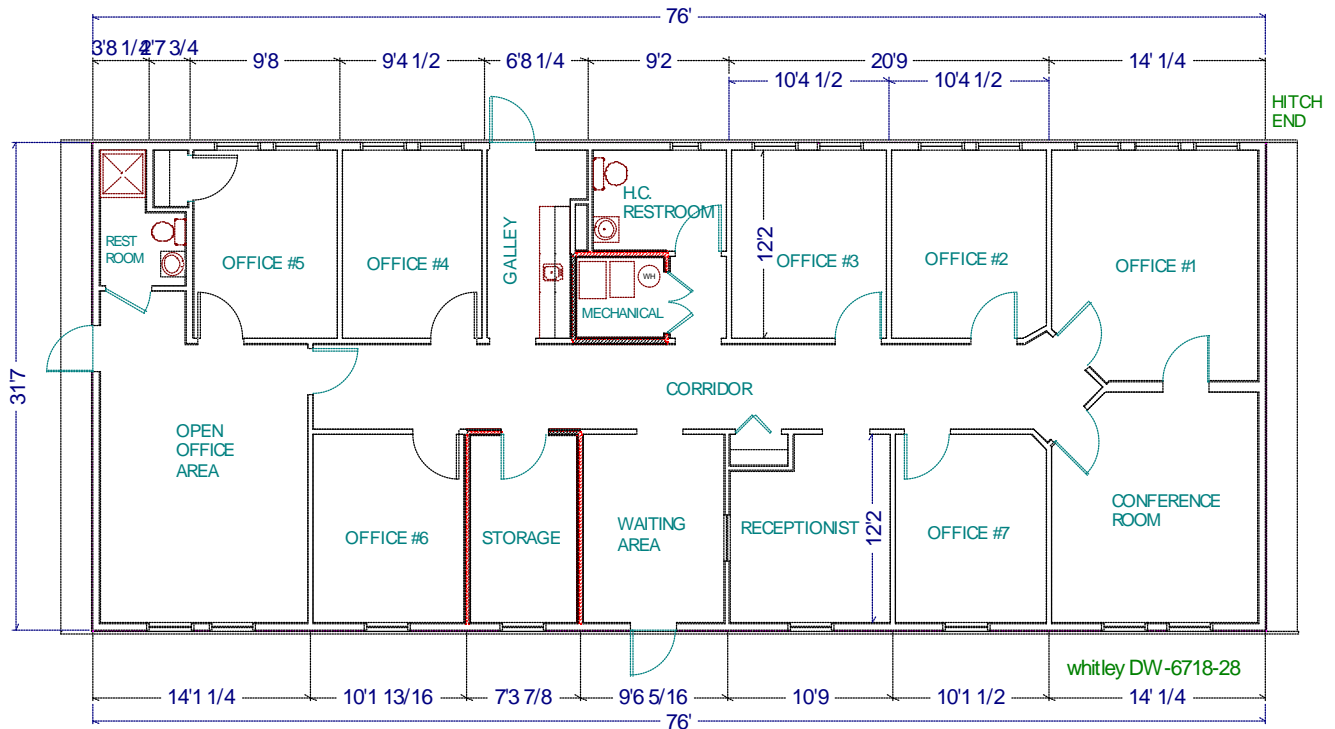 76'
3'8 1/4
2'7 3/4
9'8
9'4 1/2
6'8 1/4
9'2
20'9
14' 1/4
10'4 1/2
10'4 1/2
HITCH
END
31'7
REST
ROOM
OFFICE #5
OFFICE #4
GALLEY
H.C.
RESTROOM
WH
MECHANICAL
12'2
OFFICE #3
OFFICE #2
OFFICE #1
CORRIDOR
OPEN
OFFICE
AREA
OFFICE #6
STORAGE
WAITING
AREA
RECEPTIONIST
12'2
OFFICE #7
CONFERENCE
ROOM
whitley DW-6718-28
14'1 1/4
10'1 13/16
7'3 7/8
9'6 5/16
10'9
10'1 1/2
14' 1/4
76'